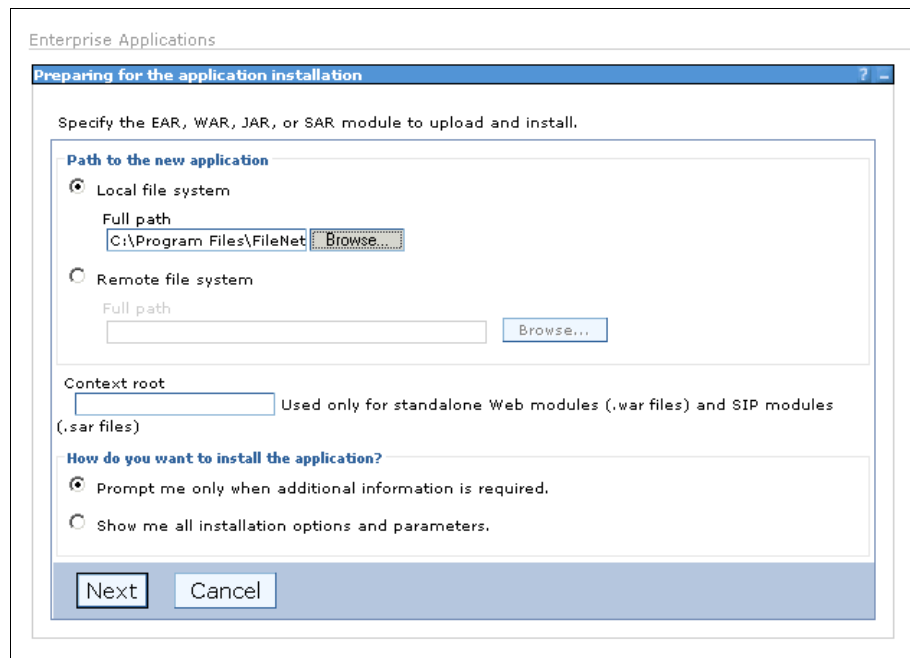 Enterprise Applications
Preparing for the application installation ? –
Specify the EAR, WAR, JAR, or SAR module to upload and install.
Path to the new application
Local file system
Full path
C:\Program Files\FileNet Browse...
Remote file system
Full path
Browse...
Context root
Used only for standalone Web modules (.war files) and SIP modules
(.sar files)
How do you want to install the application?
Prompt me only when additional information is required.
Show me all installation options and parameters.
Next Cancel